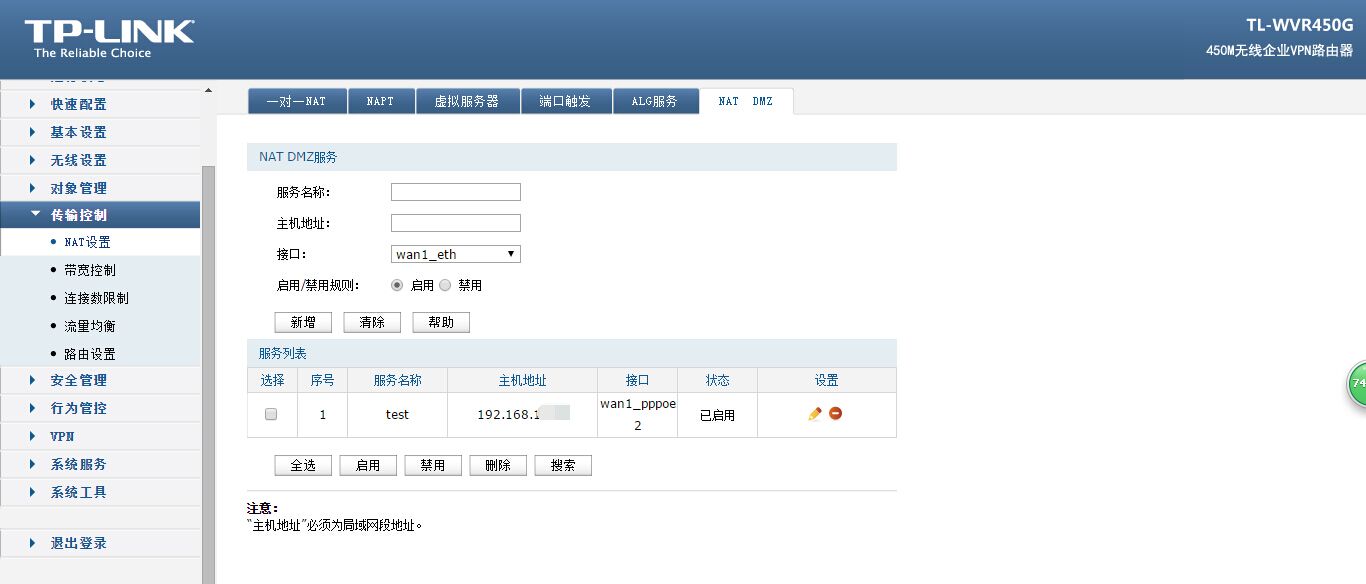 TP-LINK
The Reliable Choice
TL-WVR450G
450M无线企业VPN路由器
快速配置
基本设置
无线设置
对象管理
传输控制
NAT设置
带宽控制
连接数限制
流量均衡
路由设置
安全管理
行为管控
VPN
系统服务
系统工具
退出登录
一对一NAT NAPT 虚拟服务器 端口触发 ALG服务 NAT DMZ
NAT DMZ服务
服务名称：
主机地址：
接口： wan1_eth
启用/禁用规则： 启用 禁用
新增 清除 帮助
服务列表
选择 序号 服务名称 主机地址 接口 状态 设置
1 test 192.168.1 wan1_pppoe2 已启用
全选 启用 禁用 删除 搜索
注意：
“主机地址”必须为局域网段地址。
74